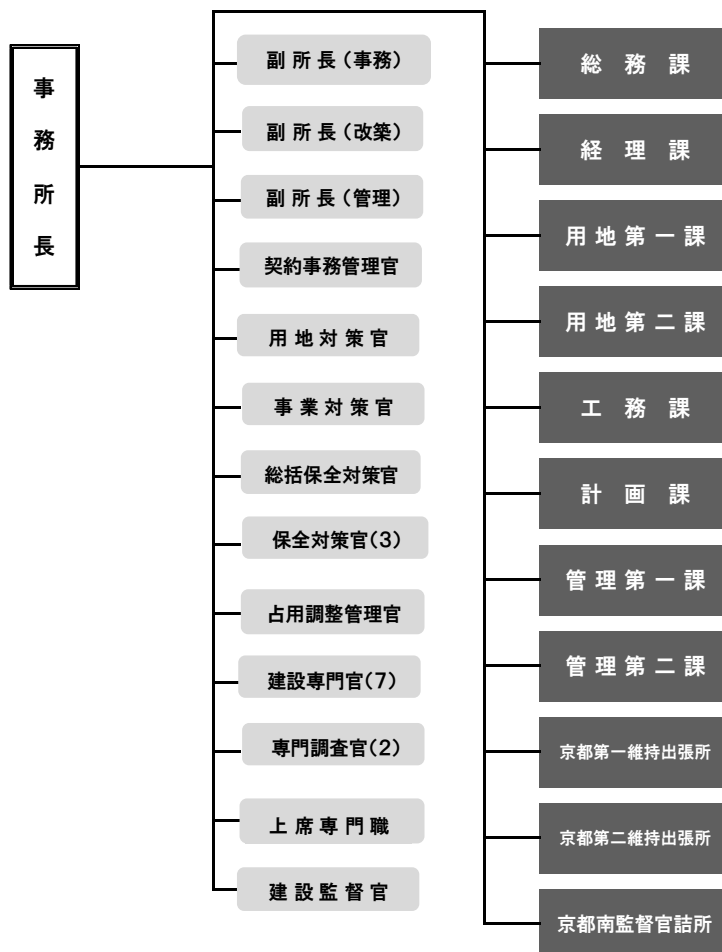 事務所長
副所長(事務)
副所長(改築)
副所長(管理)
契約事務管理官
用地対策官
事業対策官
総括保全対策官
保全対策官(3)
占用調整管理官
建設専門官(7)
専門調査官(2)
上席専門職
建設監督官
総務課
経理課
用地第一課
用地第二課
工務課
計画課
管理第一課
管理第二課
京都第一維持出張所
京都第二維持出張所
京都南監督官詰所